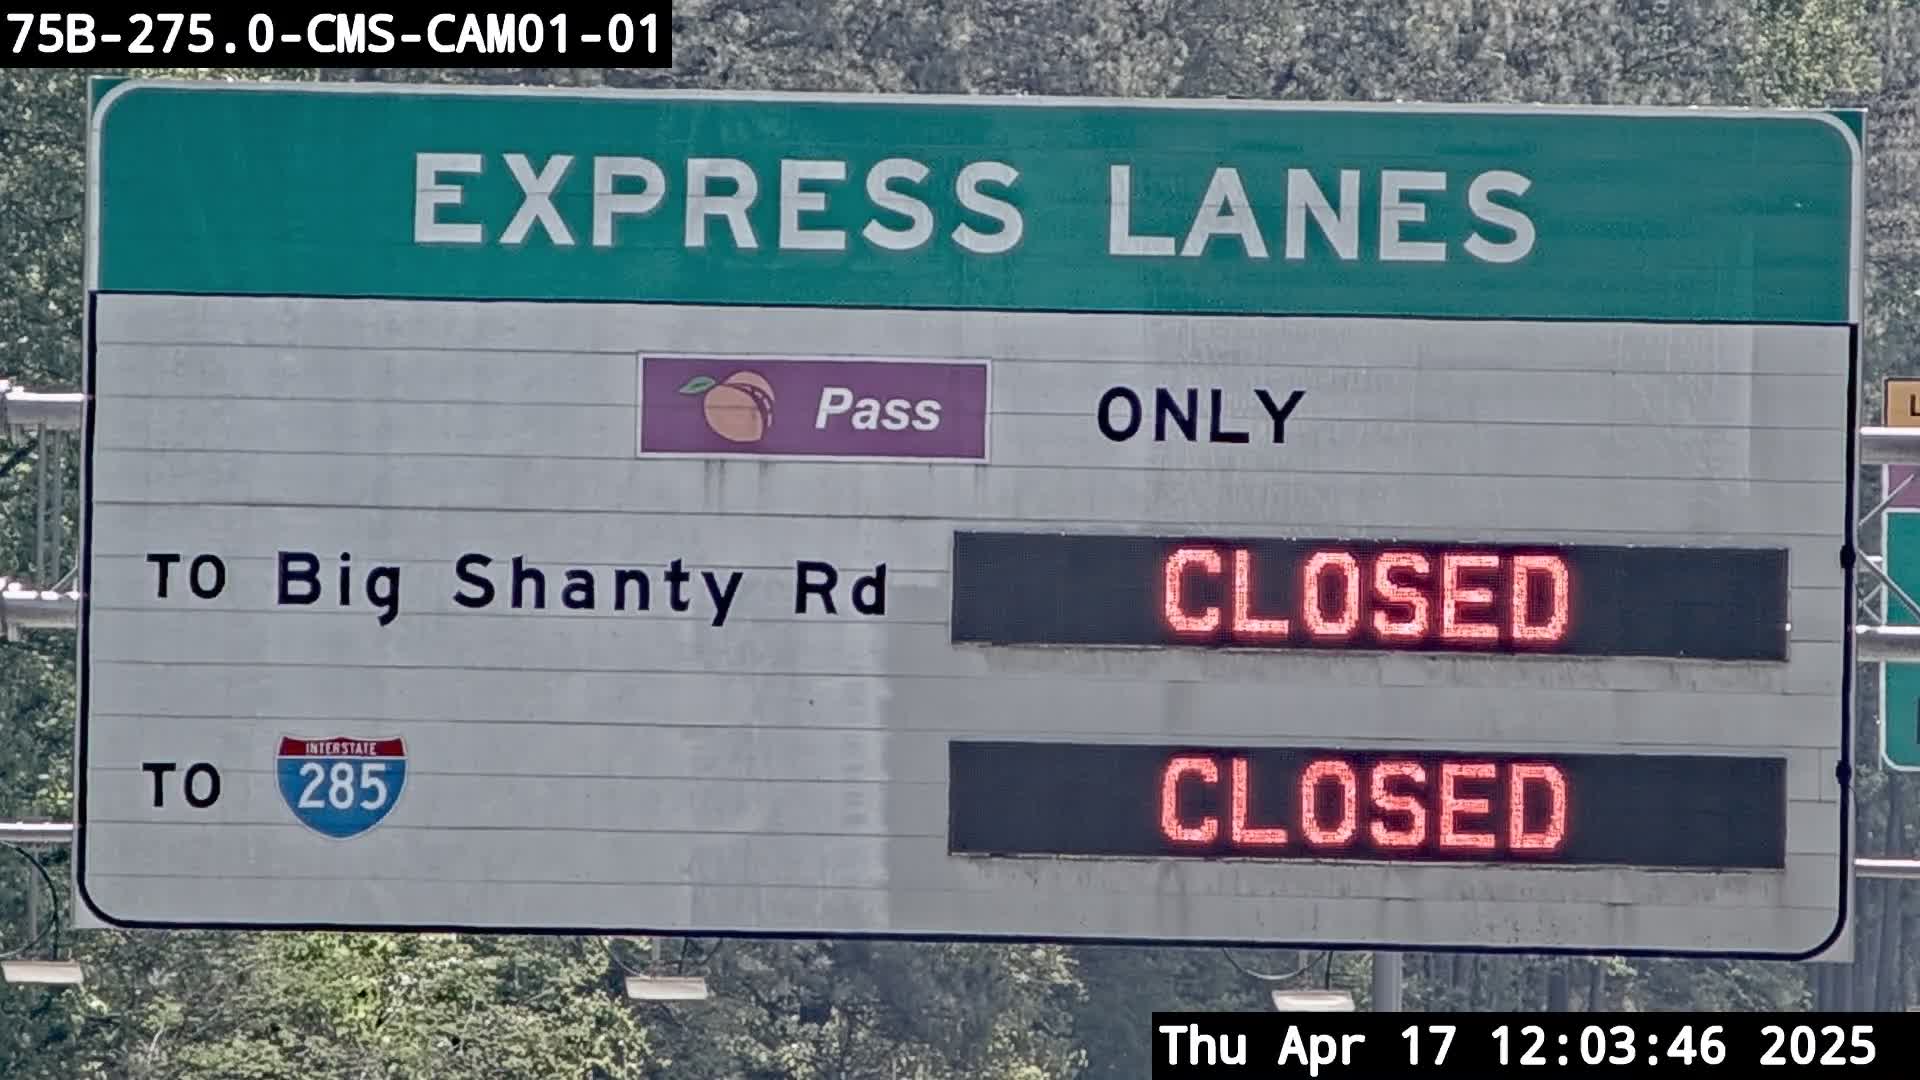 75B-275.0-CMS-CAM01-01
EXPRESS LANES
Pass ONLY
TO Big Shanty Rd CLOSED
TO INTERSTATE 285 CLOSED
Thu Apr 17 12:03:46 2025